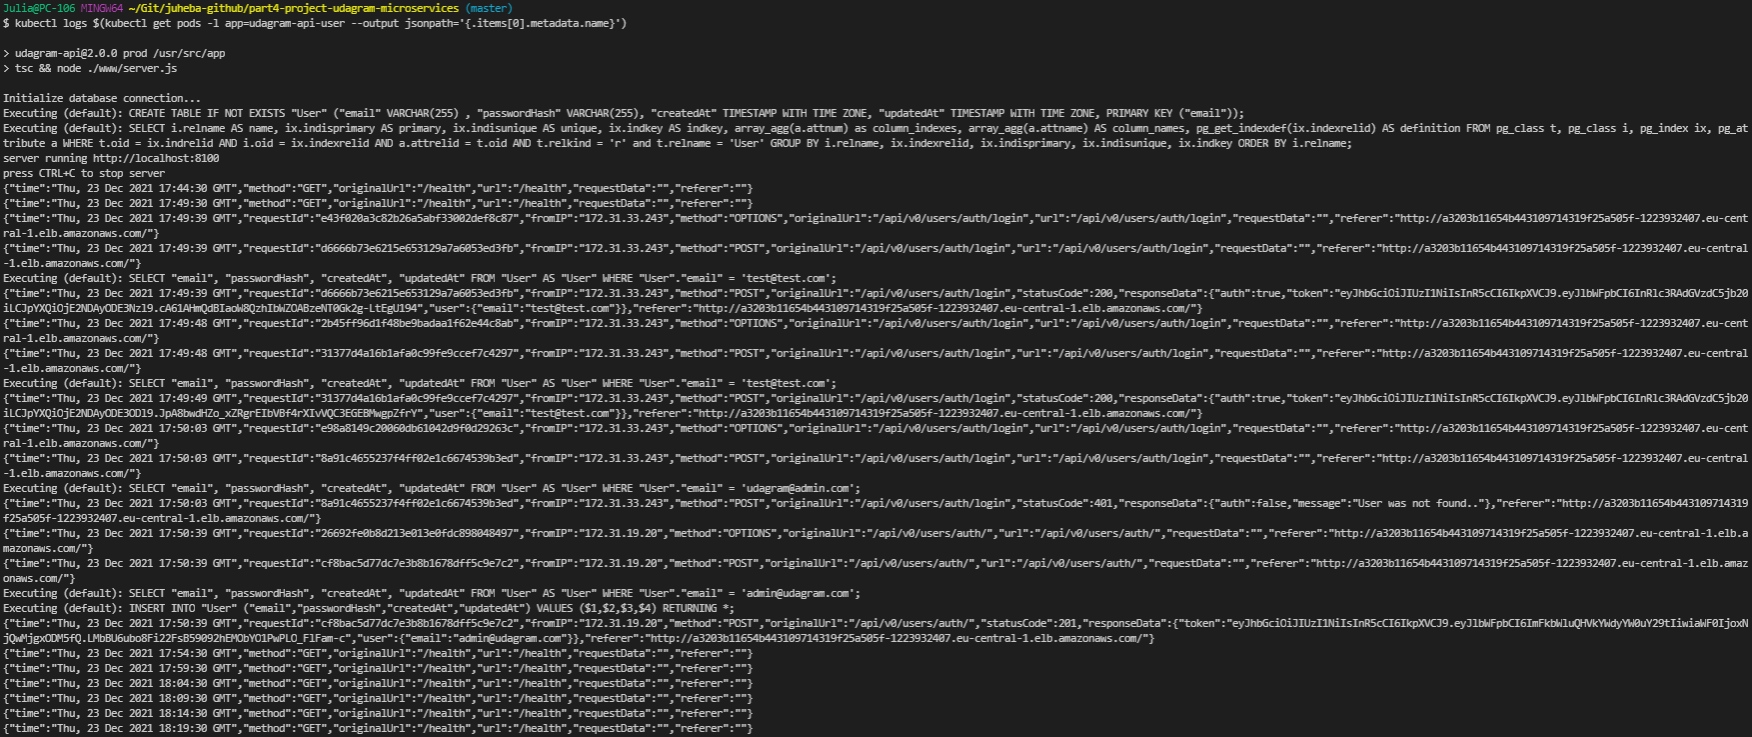 Julia@PC-106 MINGW64 ~/Git/juheba-github/part4-project-udagram-microservices (master)
$ kubectl logs $(kubectl get pods -l app=udagram-api-user --output jsonpath='{.items[0].metadata.name}')
> udagram-api@2.0.0 prod /usr/src/app
> tsc && node ./www/server.js
Initialize database connection...
Executing (default): CREATE TABLE IF NOT EXISTS "User" ("email" VARCHAR(255) , "passwordHash" VARCHAR(255), "createdAt" TIMESTAMP WITH TIME ZONE, "updatedAt" TIMESTAMP WITH TIME ZONE, PRIMARY KEY ("email"));
Executing (default): SELECT i.relname AS name, ix.indisprimary AS primary, ix.indisunique AS unique, ix.indkey AS indkey, array_agg(a.attnum) as column_indexes, array_agg(a.attname) AS column_names, pg_get_indexdef(ix.indexrelid) AS definition FROM pg_class t, pg_class i, pg_index ix, pg_at
tribute a WHERE t.oid = ix.indrelid AND i.oid = ix.indexrelid AND a.attrelid = t.oid AND t.relkind = 'r' and t.relname = 'User' GROUP BY i.relname, ix.indexrelid, ix.indisprimary, ix.indisunique, ix.indkey ORDER BY i.relname;
server running http://localhost:8100
press CTRL+C to stop server
{"time":"Thu, 23 Dec 2021 17:44:30 GMT","method":"GET","originalUrl":"/health","url":"/health","requestData":"","referer":""}
{"time":"Thu, 23 Dec 2021 17:49:30 GMT","method":"GET","originalUrl":"/health","url":"/health","requestData":"","referer":""}
{"time":"Thu, 23 Dec 2021 17:49:39 GMT","requestId":"e43f020a3c82b26a5abf33002def8c87","fromIP":"172.31.33.243","method":"OPTIONS","originalUrl":"/api/v0/users/auth/login","url":"/api/v0/users/auth/login","requestData":"","referer":"http://a3203b11654b443109714319f25a505f-1223932407.eu-cent
ral-1.elb.amazonaws.com/"}
{"time":"Thu, 23 Dec 2021 17:49:39 GMT","requestId":"d6666b73e6215e653129a7a6053ed3fb","fromIP":"172.31.33.243","method":"POST","originalUrl":"/api/v0/users/auth/login","url":"/api/v0/users/auth/login","requestData":"","referer":"http://a3203b11654b443109714319f25a505f-1223932407.eu-central
-1.elb.amazonaws.com/"}
Executing (default): SELECT "email", "passwordHash", "createdAt", "updatedAt" FROM "User" AS "User" WHERE "User"."email" = 'test@test.com';
{"time":"Thu, 23 Dec 2021 17:49:39 GMT","requestId":"d6666b73e6215e653129a7a6053ed3fb","fromIP":"172.31.33.243","method":"POST","originalUrl":"/api/v0/users/auth/login","statusCode":200,"responseData":{"auth":true,"token":"eyJhbGciOiJIUzI1NiIsInR5cCI6IkpXVCJ9.eyJlbWFpbCI6InRlc3RAdGVzdC5jb20
iLCJpYXQiOjE2NDAyODE3Nzl9.cA61AHmQdBIaoW8QzhIbWZOABzeNT0Gk2g-LtEgU194","user":{"email":"test@test.com"}},"referer":"http://a3203b11654b443109714319f25a505f-1223932407.eu-central-1.elb.amazonaws.com/"}
{"time":"Thu, 23 Dec 2021 17:49:48 GMT","requestId":"2b45ff96d1f48be9badaa1f62e44c8ab","fromIP":"172.31.33.243","method":"OPTIONS","originalUrl":"/api/v0/users/auth/login","url":"/api/v0/users/auth/login","requestData":"","referer":"http://a3203b11654b443109714319f25a505f-1223932407.eu-cent
ral-1.elb.amazonaws.com/"}
{"time":"Thu, 23 Dec 2021 17:49:48 GMT","requestId":"31377d4a16b1afa0c99fe9ccef7c4297","fromIP":"172.31.33.243","method":"POST","originalUrl":"/api/v0/users/auth/login","url":"/api/v0/users/auth/login","requestData":"","referer":"http://a3203b11654b443109714319f25a505f-1223932407.eu-central
-1.elb.amazonaws.com/"}
Executing (default): SELECT "email", "passwordHash", "createdAt", "updatedAt" FROM "User" AS "User" WHERE "User"."email" = 'test@test.com';
{"time":"Thu, 23 Dec 2021 17:49:49 GMT","requestId":"31377d4a16b1afa0c99fe9ccef7c4297","fromIP":"172.31.33.243","method":"POST","originalUrl":"/api/v0/users/auth/login","statusCode":200,"responseData":{"auth":true,"token":"eyJhbGciOiJIUzI1NiIsInR5cCI6IkpXVCJ9.eyJlbWFpbCI6InRlc3RAdGVzdC5jb20
iLCJpYXQiOjE2NDAyODE3ODl9.JpA8bwdHZo_xZRgrEIbVBf4rXIvVQC3EGEBMwgpZfrY","user":{"email":"test@test.com"}},"referer":"http://a3203b11654b443109714319f25a505f-1223932407.eu-central-1.elb.amazonaws.com/"}
{"time":"Thu, 23 Dec 2021 17:50:03 GMT","requestId":"e98a8149c20060db61042d9f0d29263c","fromIP":"172.31.33.243","method":"OPTIONS","originalUrl":"/api/v0/users/auth/login","url":"/api/v0/users/auth/login","requestData":"","referer":"http://a3203b11654b443109714319f25a505f-1223932407.eu-cent
ral-1.elb.amazonaws.com/"}
{"time":"Thu, 23 Dec 2021 17:50:03 GMT","requestId":"8a91c4655237f4ff02e1c6674539b3ed","fromIP":"172.31.33.243","method":"POST","originalUrl":"/api/v0/users/auth/login","url":"/api/v0/users/auth/login","requestData":"","referer":"http://a3203b11654b443109714319f25a505f-1223932407.eu-central
-1.elb.amazonaws.com/"}
Executing (default): SELECT "email", "passwordHash", "createdAt", "updatedAt" FROM "User" AS "User" WHERE "User"."email" = 'udagram@admin.com';
{"time":"Thu, 23 Dec 2021 17:50:03 GMT","requestId":"8a91c4655237f4ff02e1c6674539b3ed","fromIP":"172.31.33.243","method":"POST","originalUrl":"/api/v0/users/auth/login","statusCode":401,"responseData":{"auth":false,"message":"User was not found.."},"referer":"http://a3203b11654b443109714319
f25a505f-1223932407.eu-central-1.elb.amazonaws.com/"}
{"time":"Thu, 23 Dec 2021 17:50:39 GMT","requestId":"26692fe0b8d213e013e0fdc898048497","fromIP":"172.31.19.20","method":"OPTIONS","originalUrl":"/api/v0/users/auth/","url":"/api/v0/users/auth/","requestData":"","referer":"http://a3203b11654b443109714319f25a505f-1223932407.eu-central-1.elb.a
mazonaws.com/"}
{"time":"Thu, 23 Dec 2021 17:50:39 GMT","requestId":"cf8bac5d77dc7e3b8b1678dff5c9e7c2","fromIP":"172.31.19.20","method":"POST","originalUrl":"/api/v0/users/auth/","url":"/api/v0/users/auth/","requestData":"","referer":"http://a3203b11654b443109714319f25a505f-1223932407.eu-central-1.elb.amaz
onaws.com/"}
Executing (default): SELECT "email", "passwordHash", "createdAt", "updatedAt" FROM "User" AS "User" WHERE "User"."email" = 'admin@udagram.com';
Executing (default): INSERT INTO "User" ("email","passwordHash","createdAt","updatedAt") VALUES ($1,$2,$3,$4) RETURNING *;
{"time":"Thu, 23 Dec 2021 17:50:39 GMT","requestId":"cf8bac5d77dc7e3b8b1678dff5c9e7c2","fromIP":"172.31.19.20","method":"POST","originalUrl":"/api/v0/users/auth/","statusCode":201,"responseData":{"token":"eyJhbGciOiJIUzI1NiIsInR5cCI6IkpXVCJ9.eyJlbWFpbCI6ImFkbWluQHVkYWdyYW0uY29tIiwiaWF0IjoxN
jQwMjgxODM5fQ.LMbBU6ubo8Fi22FsB59092hEMObYO1PwPLO_FlFam-c","user":{"email":"admin@udagram.com"}},"referer":"http://a3203b11654b443109714319f25a505f-1223932407.eu-central-1.elb.amazonaws.com/"}
{"time":"Thu, 23 Dec 2021 17:54:30 GMT","method":"GET","originalUrl":"/health","url":"/health","requestData":"","referer":""}
{"time":"Thu, 23 Dec 2021 17:59:30 GMT","method":"GET","originalUrl":"/health","url":"/health","requestData":"","referer":""}
{"time":"Thu, 23 Dec 2021 18:04:30 GMT","method":"GET","originalUrl":"/health","url":"/health","requestData":"","referer":""}
{"time":"Thu, 23 Dec 2021 18:09:30 GMT","method":"GET","originalUrl":"/health","url":"/health","requestData":"","referer":""}
{"time":"Thu, 23 Dec 2021 18:14:30 GMT","method":"GET","originalUrl":"/health","url":"/health","requestData":"","referer":""}
{"time":"Thu, 23 Dec 2021 18:19:30 GMT","method":"GET","originalUrl":"/health","url":"/health","requestData":"","referer":""}